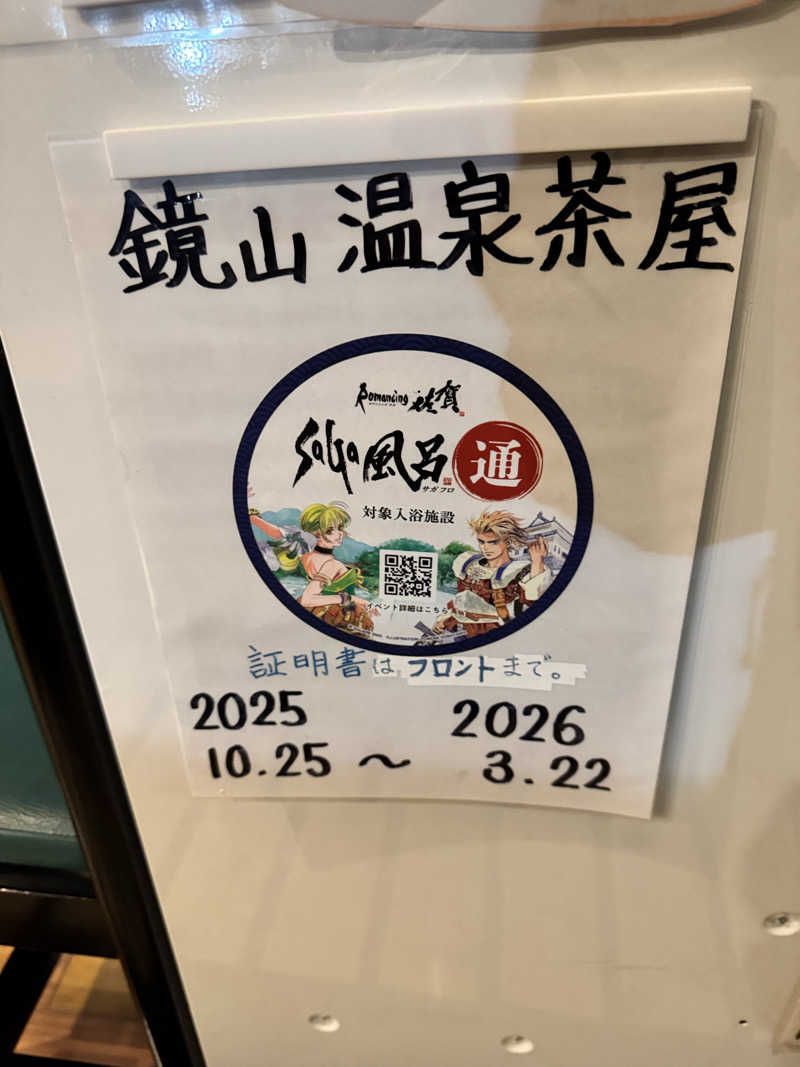 鏡山 温泉茶屋
Romancing 佐賀
SaGa風呂 通
サガフロ
対象入浴施設
イベント詳細はこちら
証明書は フロントまで。
2025 2026
10.25 〜 3.22